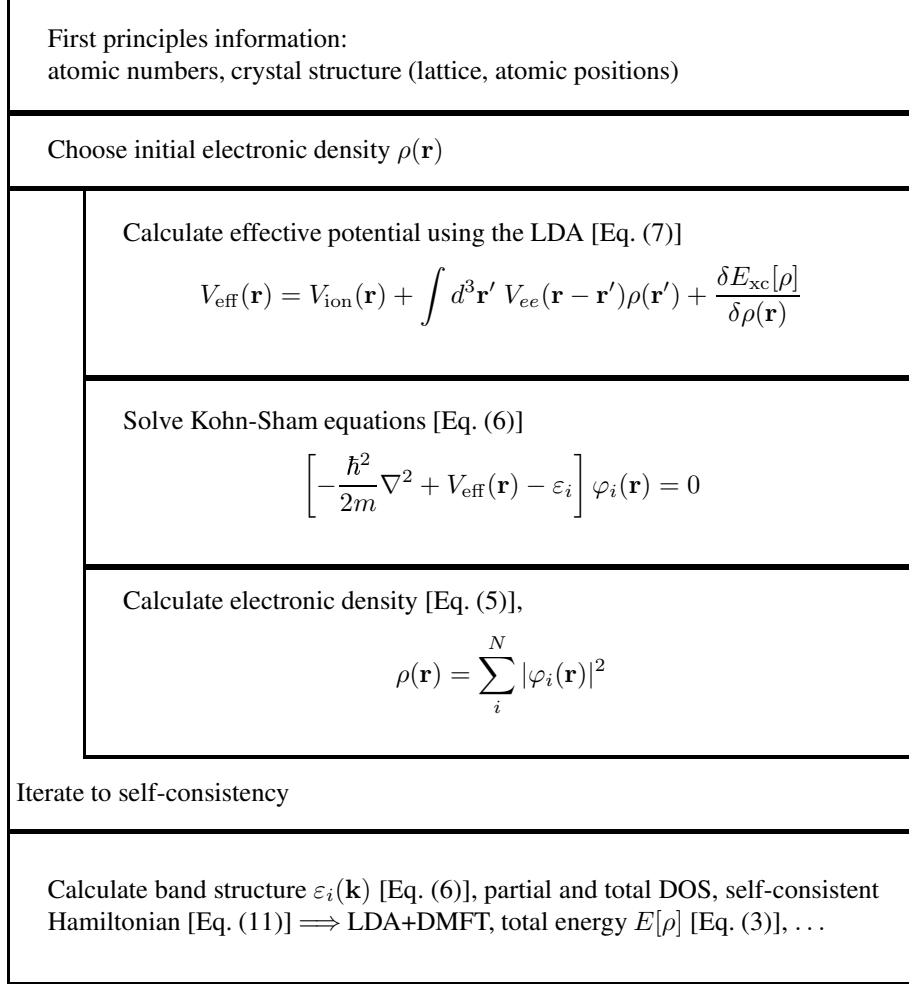 First principles information:
atomic numbers, crystal structure (lattice, atomic positions)
Choose initial electronic density ρ(𝐫)
Calculate effective potential using the LDA [Eq. (7)]
V_eff(𝐫) = V_ion(𝐫) + ∫ d³𝐫′ V_ee(𝐫 − 𝐫′)ρ(𝐫′) + δE_xc[ρ] / δρ(𝐫)
Solve Kohn-Sham equations [Eq. (6)]
[−ℏ²/2m ∇² + V_eff(𝐫) − ε_i] φ_i(𝐫) = 0
Calculate electronic density [Eq. (5)],
ρ(𝐫) = ∑_i^N |φ_i(𝐫)|²
Iterate to self-consistency
Calculate band structure ε_i(𝐤) [Eq. (6)], partial and total DOS, self-consistent
Hamiltonian [Eq. (11)] ⟹ LDA+DMFT, total energy E[ρ] [Eq. (3)], …